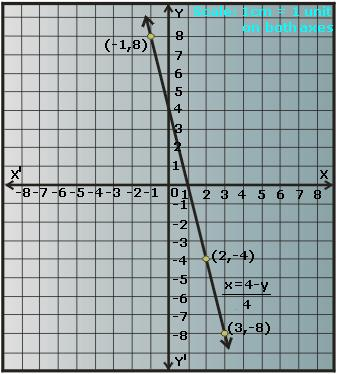 Y
Scale: 1cm = 1 unit
on both axes
(-1,8)
8
7
6
5
4
3
2
1
X'
X
-8 -7 -6 -5 -4 -3 -2 -1 0 1 2 3 4 5 6 7 8
-1
-2
-3
-4
-5
-6
-7
-8
(2,-4)
x=4-y
4
(3,-8)
Y'